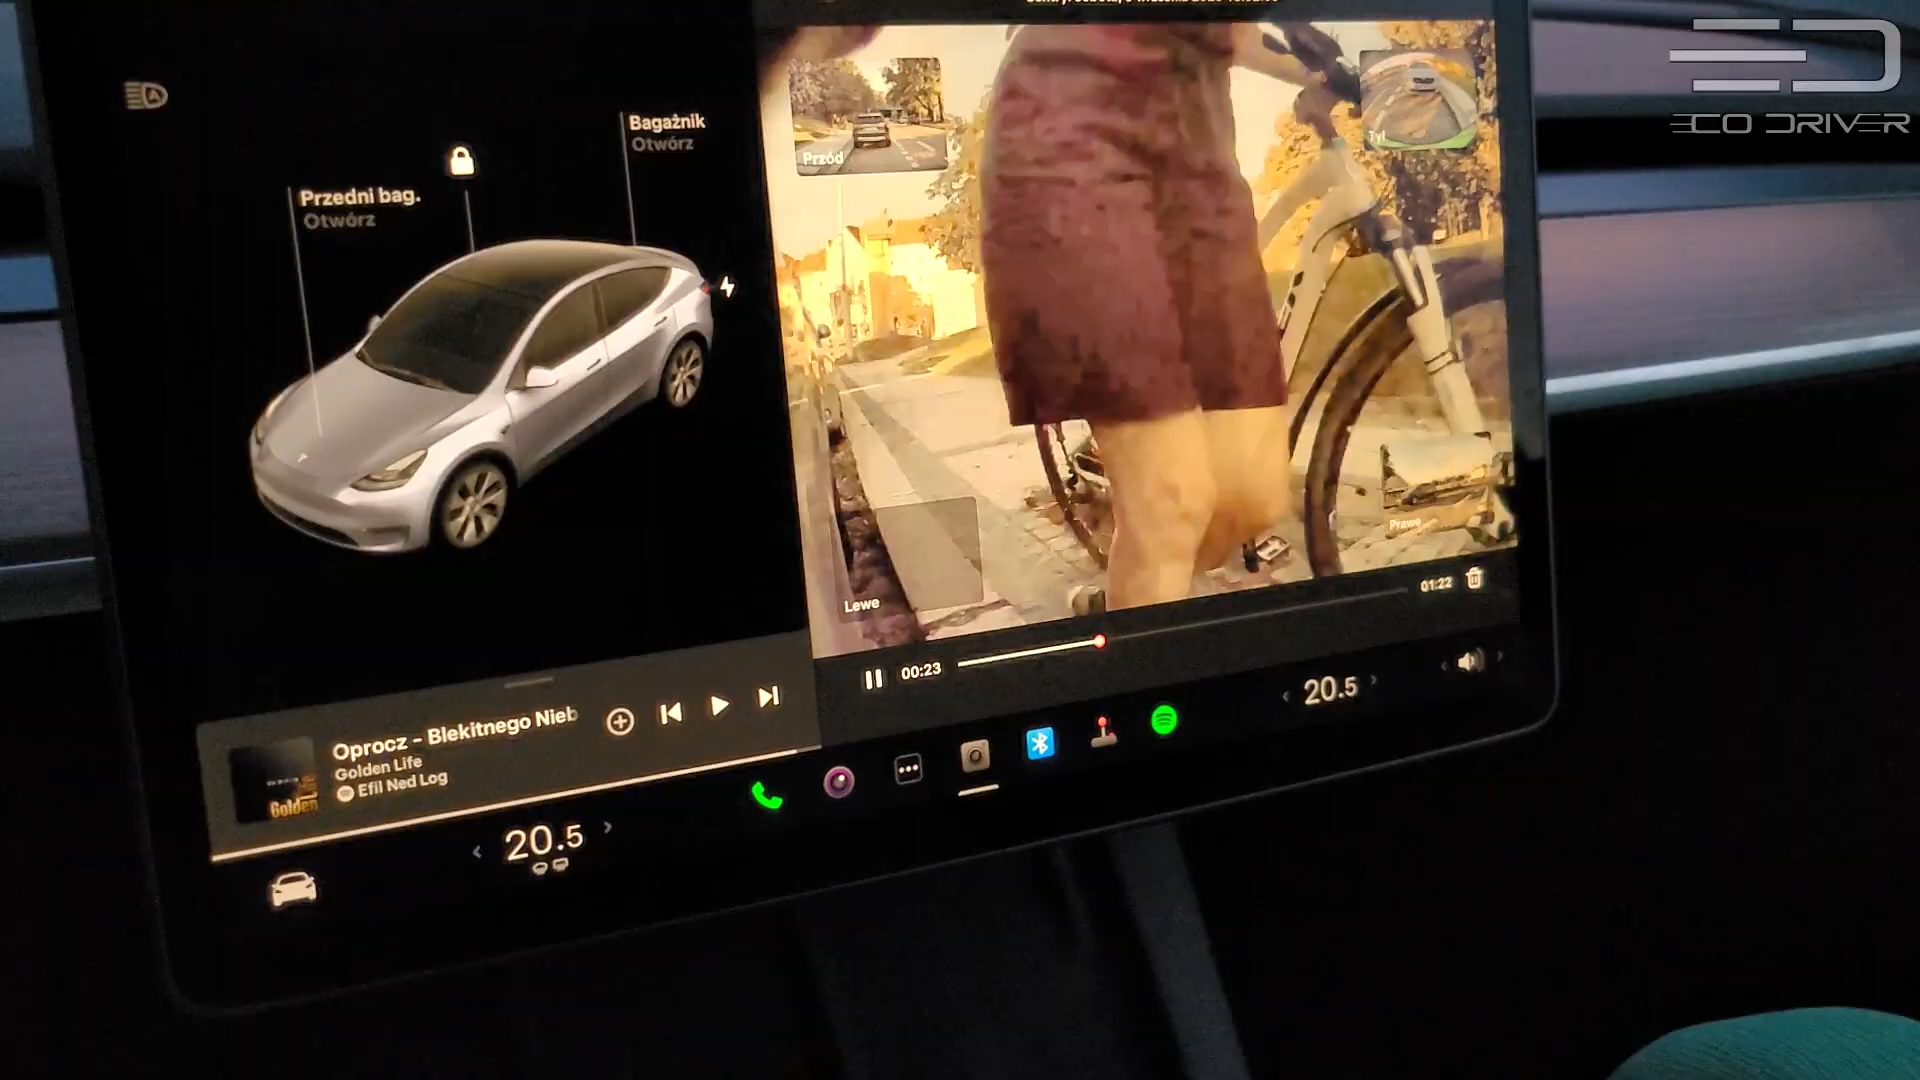 ECO DRIVER
Bagażnik
Otwórz
Przedni bag.
Otwórz
Przód
Tył
Prawe
Lewe
00:23
01:22
Oprocz - Blekitnego Nieb
Golden Life
Efil Ned Log
Golden
20.5
20.5